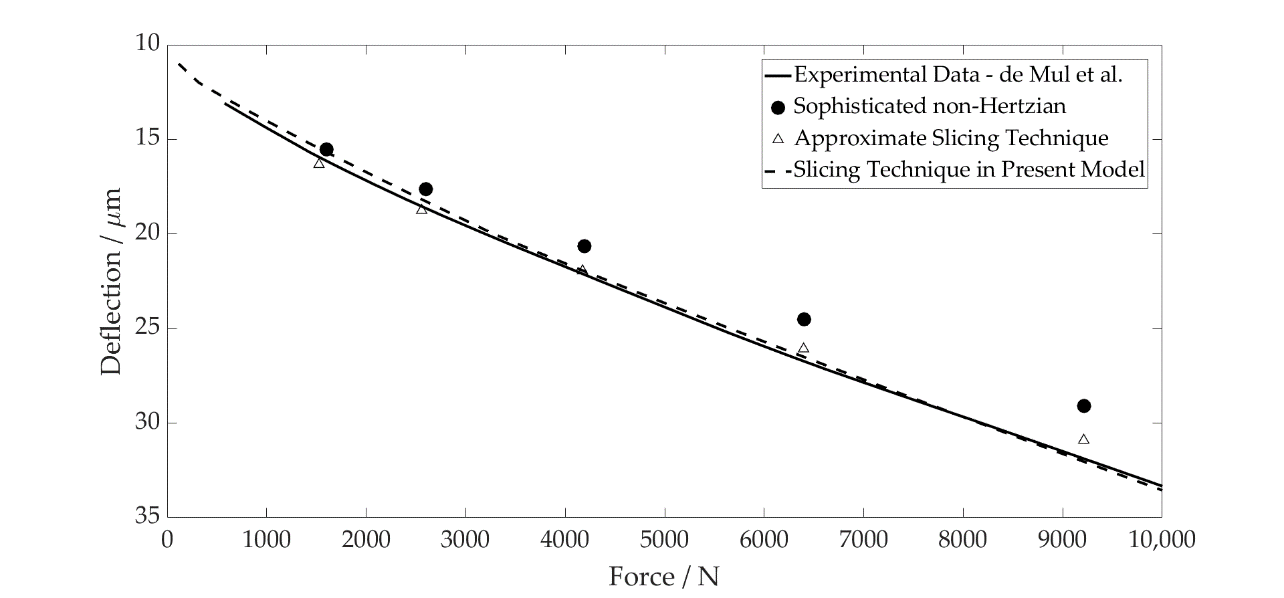 10
15
20
25
30
35
Deflection / μm
0 1000 2000 3000 4000 5000 6000 7000 8000 9000 10,000
Force / N
Experimental Data - de Mul et al.
Sophisticated non-Hertzian
Approximate Slicing Technique
Slicing Technique in Present Model